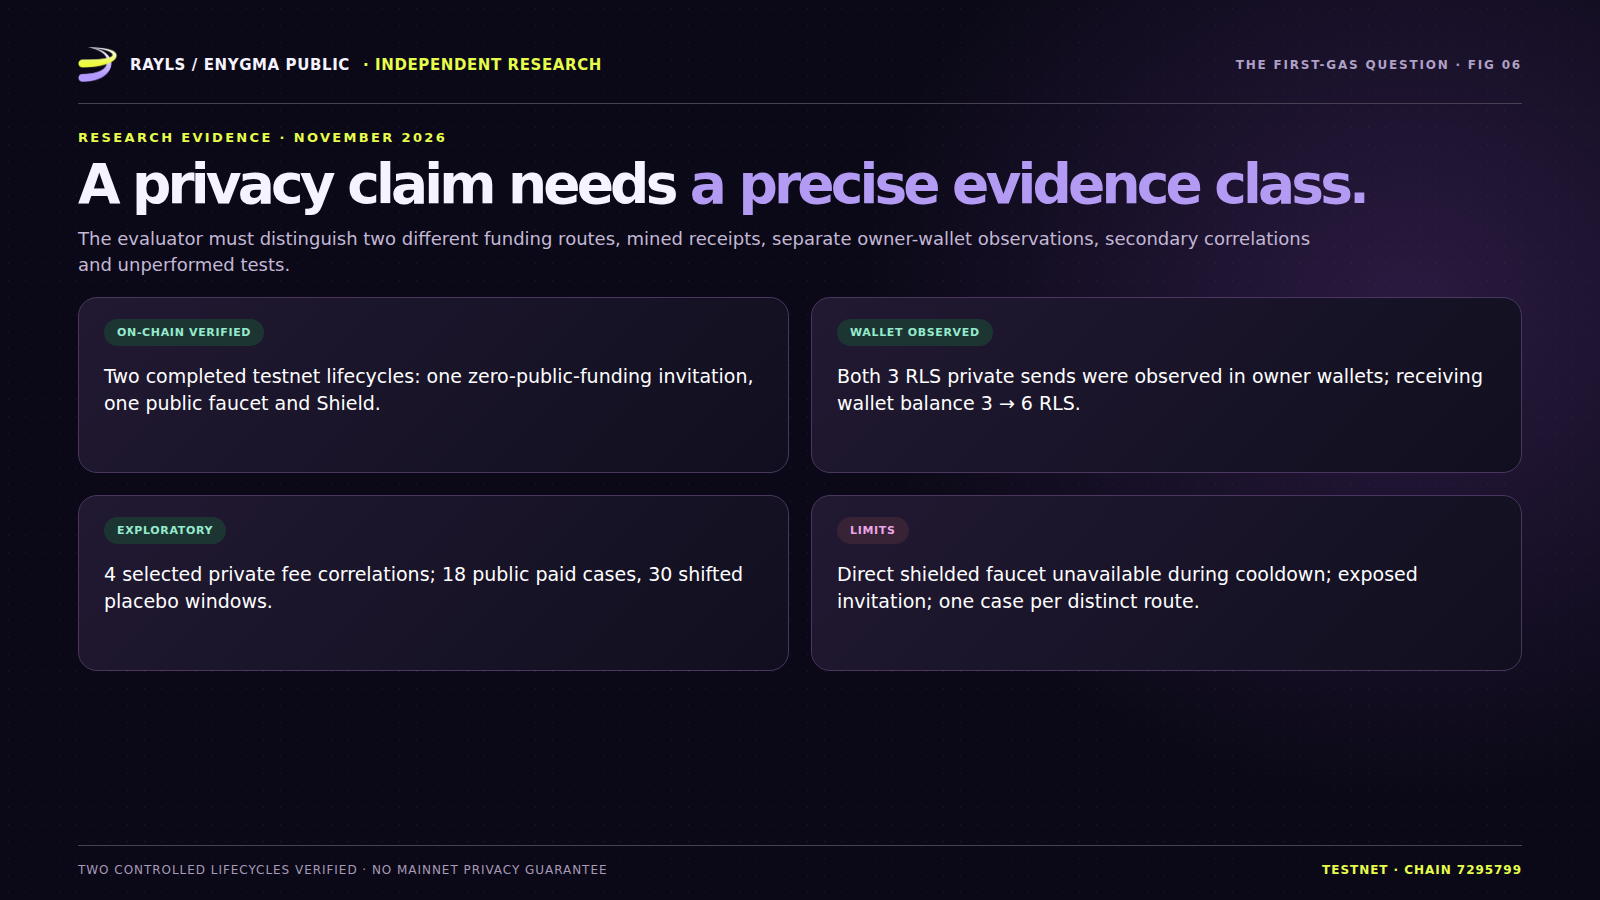 RAYLS / ENYGMA PUBLIC · INDEPENDENT RESEARCH
THE FIRST-GAS QUESTION · FIG 06
RESEARCH EVIDENCE · NOVEMBER 2026
A privacy claim needs a precise evidence class.
The evaluator must distinguish two different funding routes, mined receipts, separate owner-wallet observations, secondary correlations
and unperformed tests.
ON-CHAIN VERIFIED
Two completed testnet lifecycles: one zero-public-funding invitation,
one public faucet and Shield.
WALLET OBSERVED
Both 3 RLS private sends were observed in owner wallets; receiving
wallet balance 3 → 6 RLS.
EXPLORATORY
4 selected private fee correlations; 18 public paid cases, 30 shifted
placebo windows.
LIMITS
Direct shielded faucet unavailable during cooldown; exposed
invitation; one case per distinct route.
TWO CONTROLLED LIFECYCLES VERIFIED · NO MAINNET PRIVACY GUARANTEE
TESTNET · CHAIN 7295799